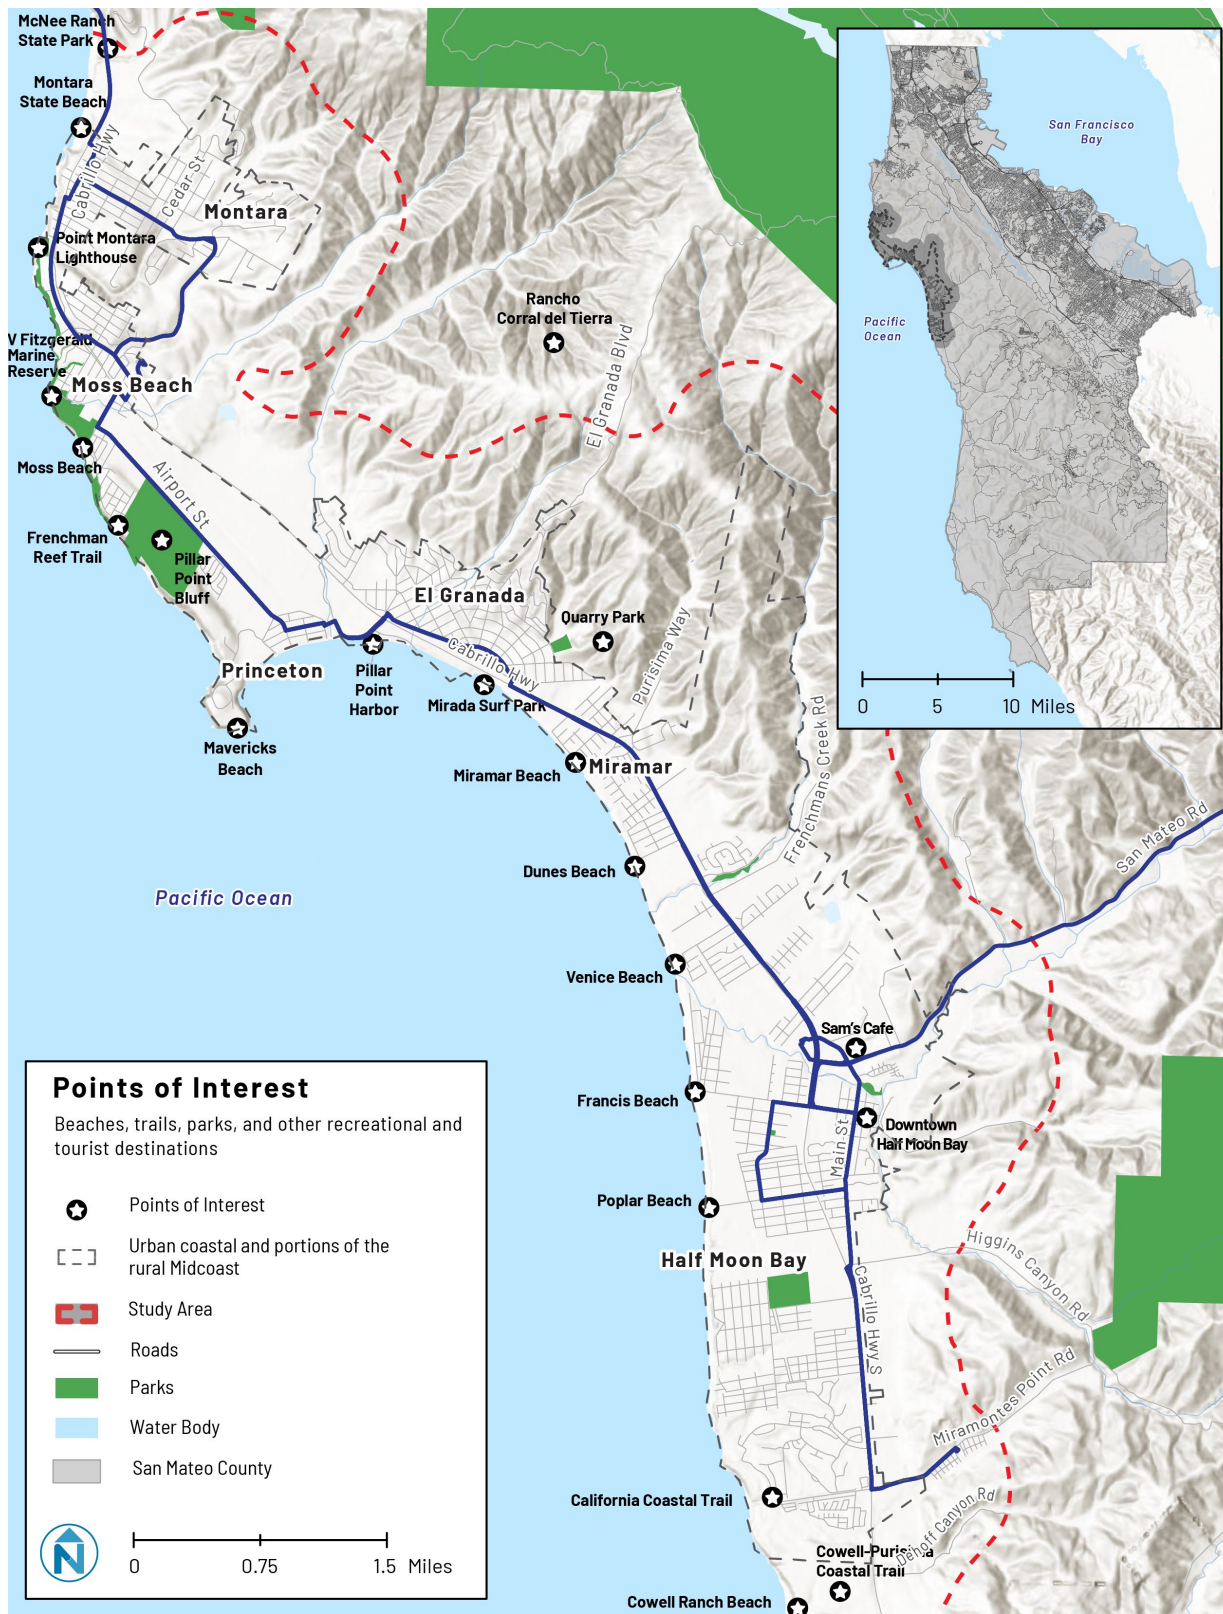 McNee Ranch
State Park
Montara
State Beach
Cabrillo Hwy
Cedar St
Montara
Point Montara
Lighthouse
V Fitzgerald
Marine
Reserve
Moss Beach
Moss Beach
Airport St
Frenchman
Reef Trail
Pillar
Point
Bluff
Rancho
Corral del Tierra
El Granada Blvd
El Granada
Quarry Park
Purisima Way
Princeton
Pillar
Point
Harbor
Cabrillo Hwy
Mirada Surf Park
Mavericks
Beach
Miramar Beach
Miramar
Frenchmans Creek Rd
Dunes Beach
San Mateo Rd
Pacific Ocean
Venice Beach
Sam's Cafe
Francis Beach
Downtown
Half Moon Bay
Main St
Poplar Beach
Half Moon Bay
Higgins Canyon Rd
Cabrillo Hwy S
Miramontes Point Rd
California Coastal Trail
Dehoff Canyon Rd
Cowell-Purisima
Coastal Trail
Cowell Ranch Beach
San Francisco
Bay
Pacific
Ocean
0 5 10 Miles
Points of Interest
Beaches, trails, parks, and other recreational and
tourist destinations
Points of Interest
Urban coastal and portions of the
rural Midcoast
Study Area
Roads
Parks
Water Body
San Mateo County
N
0 0.75 1.5 Miles